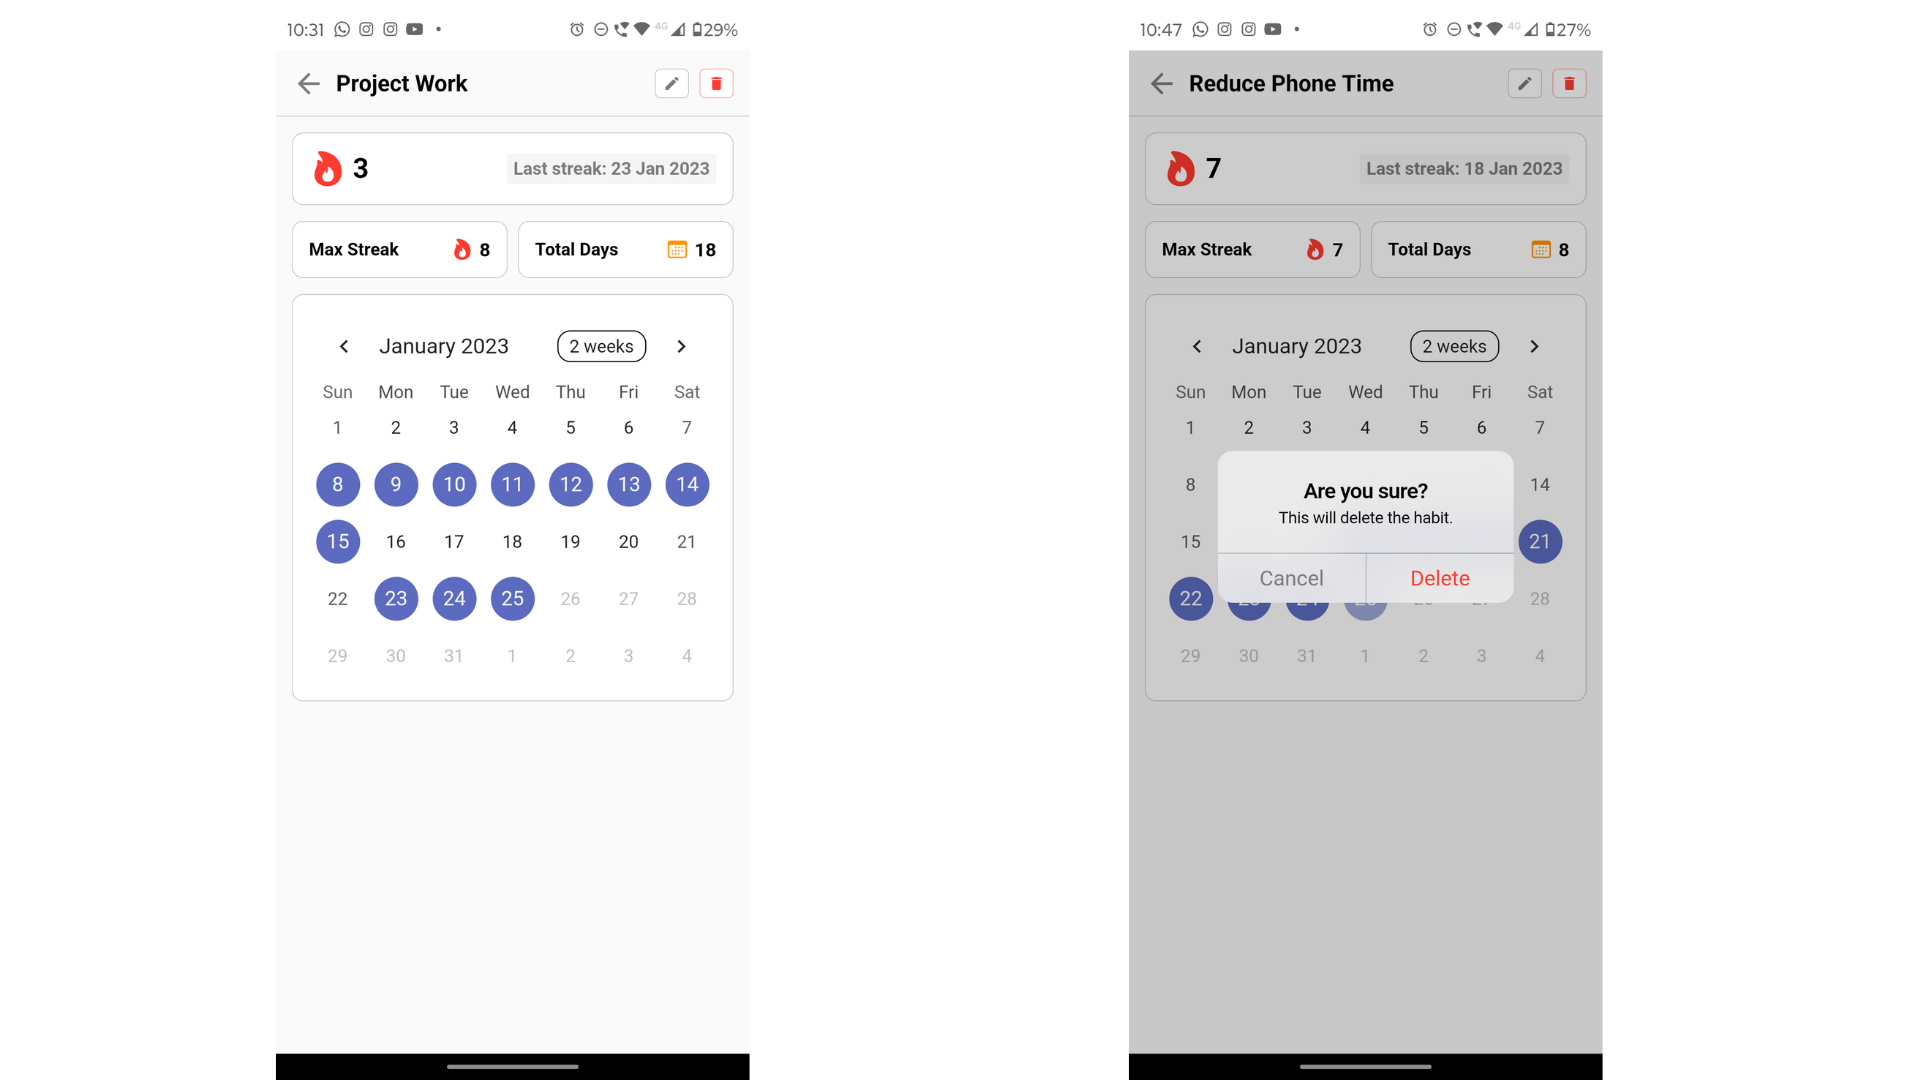 10:31 4G 29%
Project Work
3 Last streak: 23 Jan 2023
Max Streak 8 Total Days 18
January 2023 2 weeks
Sun Mon Tue Wed Thu Fri Sat
1 2 3 4 5 6 7
8 9 10 11 12 13 14
15 16 17 18 19 20 21
22 23 24 25 26 27 28
29 30 31 1 2 3 4
10:47 4G 27%
Reduce Phone Time
7 Last streak: 18 Jan 2023
Max Streak 7 Total Days 8
January 2023 2 weeks
Sun Mon Tue Wed Thu Fri Sat
1 2 3 4 5 6 7
8 14
Are you sure?
This will delete the habit.
15 21
Cancel Delete
22 28
29 30 31 1 2 3 4